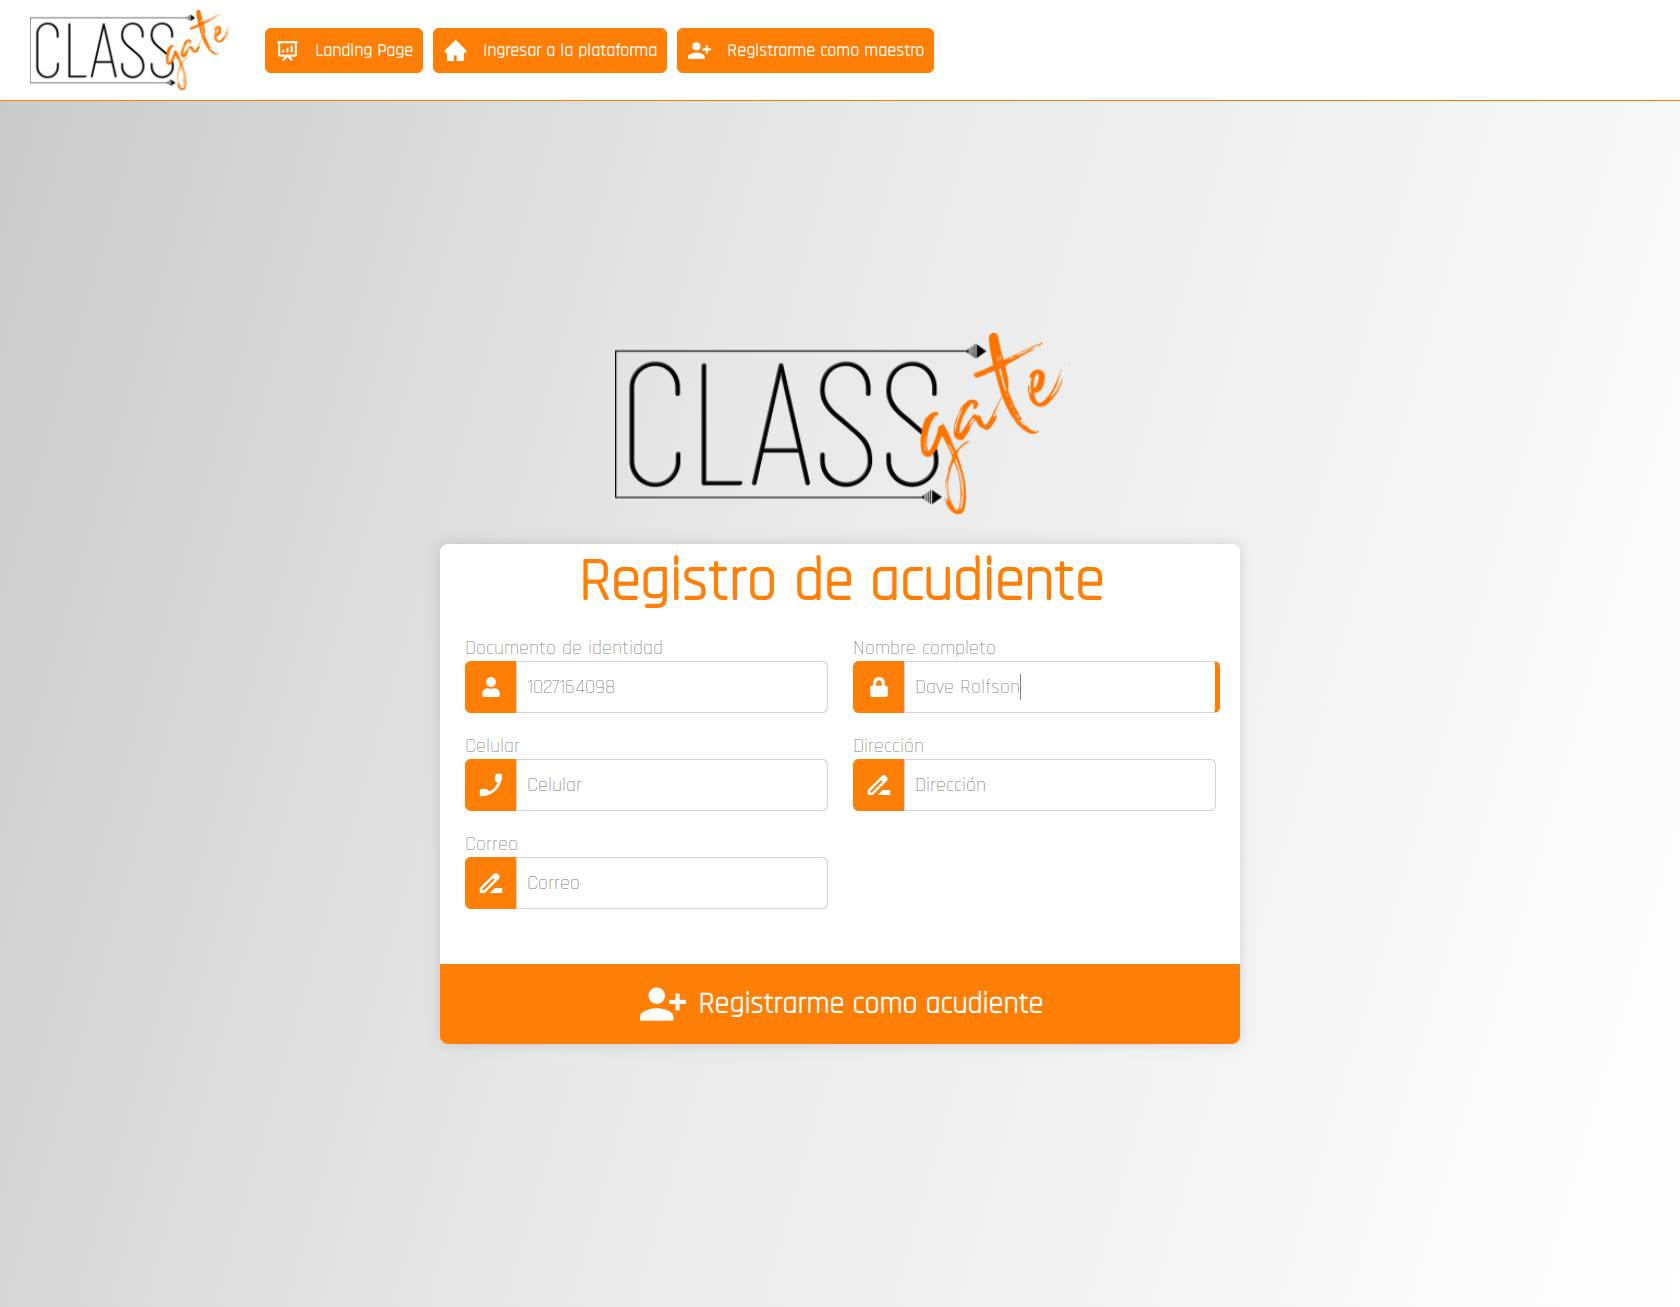 CLASSgate
Landing Page
Ingresar a la plataforma
Registrarme como maestro
CLASSgate
Registro de acudiente
Documento de identidad
Nombre completo
1027164098
Dave Rolfson
Celular
Dirección
Celular
Dirección
Correo
Correo
Registrarme como acudiente